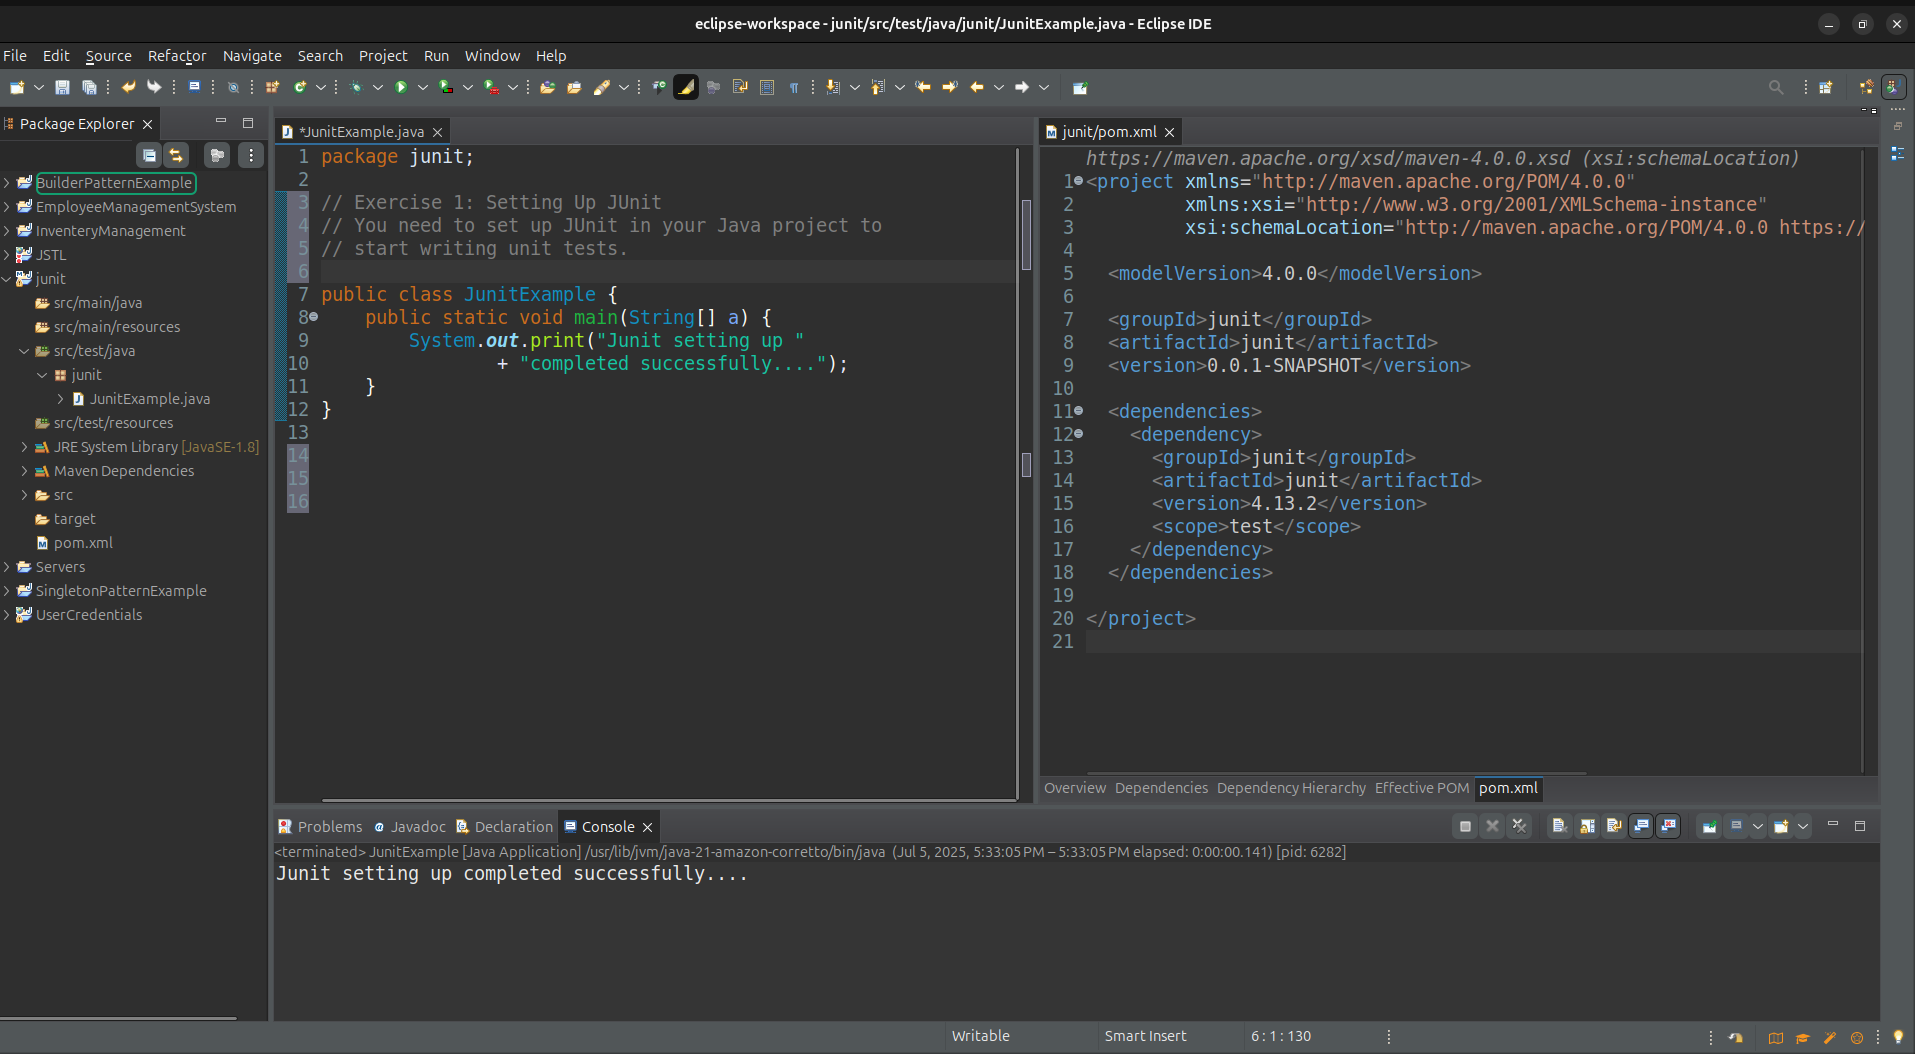 eclipse-workspace - junit/src/test/java/junit/JunitExample.java - Eclipse IDE
File Edit Source Refactor Navigate Search Project Run Window Help
Package Explorer
BuilderPatternExample
EmployeeManagementSystem
InventeryManagement
JSTL
junit
src/main/java
src/main/resources
src/test/java
junit
JunitExample.java
src/test/resources
JRE System Library [JavaSE-1.8]
Maven Dependencies
src
target
pom.xml
Servers
SingletonPatternExample
UserCredentials
*JunitExample.java
1 package junit;
2
3 // Exercise 1: Setting Up JUnit
4 // You need to set up JUnit in your Java project to
5 // start writing unit tests.
6
7 public class JunitExample {
8 public static void main(String[] a) {
9 System.out.print("Junit setting up "
10 + "completed successfully....");
11 }
12 }
13
14
15
16
junit/pom.xml
https://maven.apache.org/xsd/maven-4.0.0.xsd (xsi:schemaLocation)
1 <project xmlns="http://maven.apache.org/POM/4.0.0"
2 xmlns:xsi="http://www.w3.org/2001/XMLSchema-instance"
3 xsi:schemaLocation="http://maven.apache.org/POM/4.0.0 https://
4
5 <modelVersion>4.0.0</modelVersion>
6
7 <groupId>junit</groupId>
8 <artifactId>junit</artifactId>
9 <version>0.0.1-SNAPSHOT</version>
10
11 <dependencies>
12 <dependency>
13 <groupId>junit</groupId>
14 <artifactId>junit</artifactId>
15 <version>4.13.2</version>
16 <scope>test</scope>
17 </dependency>
18 </dependencies>
19
20 </project>
21
Overview Dependencies Dependency Hierarchy Effective POM pom.xml
Problems Javadoc Declaration Console
<terminated> JunitExample [Java Application] /usr/lib/jvm/java-21-amazon-corretto/bin/java (Jul 5, 2025, 5:33:05 PM – 5:33:05 PM elapsed: 0:00:00.141) [pid: 6282]
Junit setting up completed successfully....
Writable Smart Insert 6 : 1 : 130